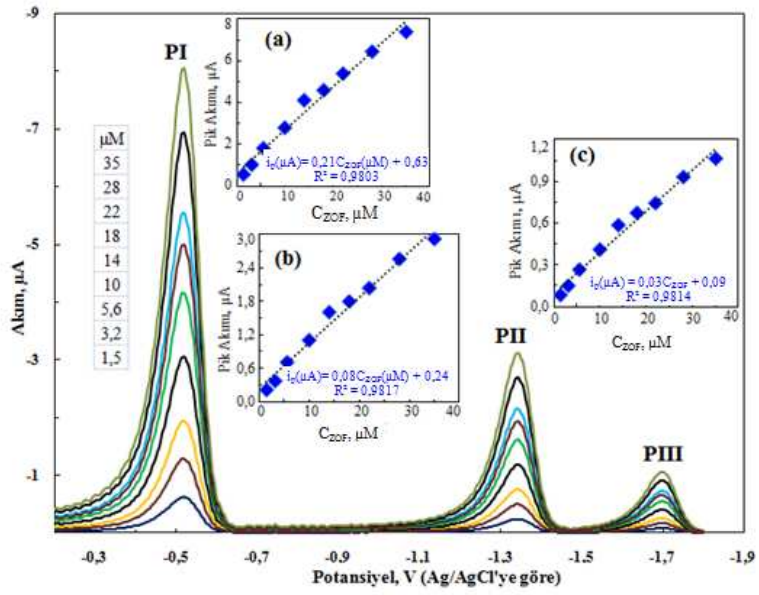 -9
-7
-5
-3
-1
Akım, µA
PI
PII
PIII
µM
35
28
22
18
14
10
5,6
3,2
1,5
(a)
8
6
4
2
0
Pik Akımı, µA
i₀(µA)= 0,21C_ZOF(µM) + 0,63
R² = 0,9803
0 10 20 30 40
C_ZOF, µM
(b)
3,0
2,4
1,8
1,2
0,6
0,0
Pik Akımı, µA
i₀(µA)= 0,08C_ZOF(µM) + 0,24
R² = 0,9817
0 10 20 30 40
C_ZOF, µM
(c)
1,2
0,9
0,6
0,3
0,0
Pik Akımı, µA
i₀(µA) = 0,03C_ZOF + 0,09
R² = 0,9814
0 10 20 30 40
C_ZOF, µM
-0,3 -0,5 -0,7 -0,9 -1,1 -1,3 -1,5 -1,7 -1,9
Potansiyel, V (Ag/AgCl'ye göre)